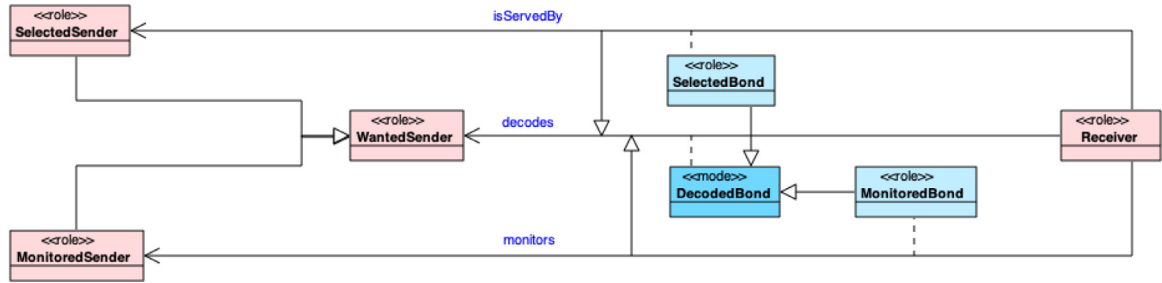 <<role>>
SelectedSender
isServedBy
<<role>>
SelectedBond
<<role>>
WantedSender
decodes
<<role>>
Receiver
<<mode>>
DecodedBond
<<role>>
MonitoredBond
<<role>>
MonitoredSender
monitors